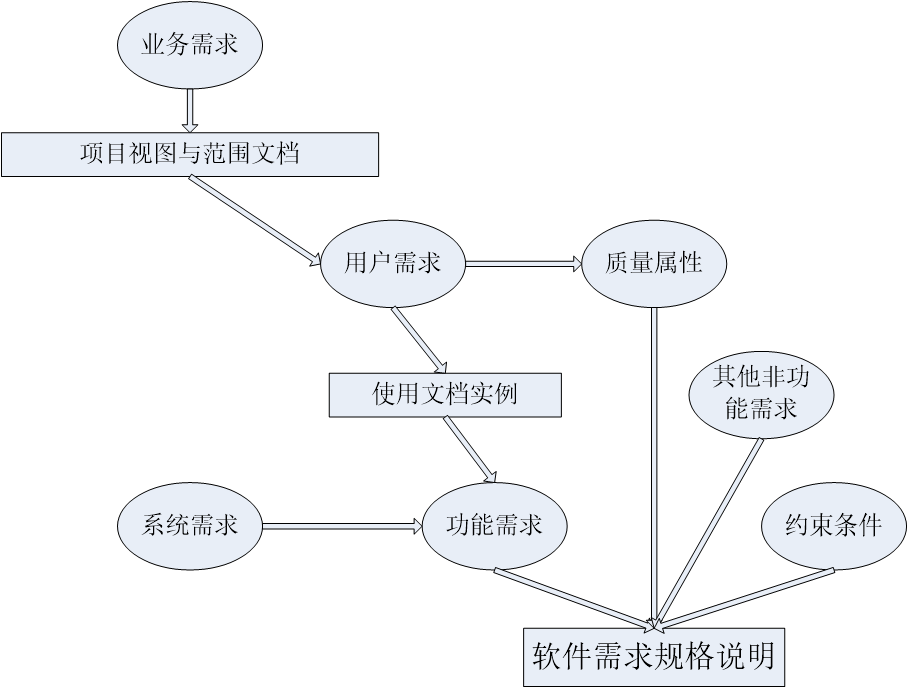 业务需求
项目视图与范围文档
用户需求
质量属性
其他非功
能需求
使用文档实例
系统需求
功能需求
约束条件
软件需求规格说明